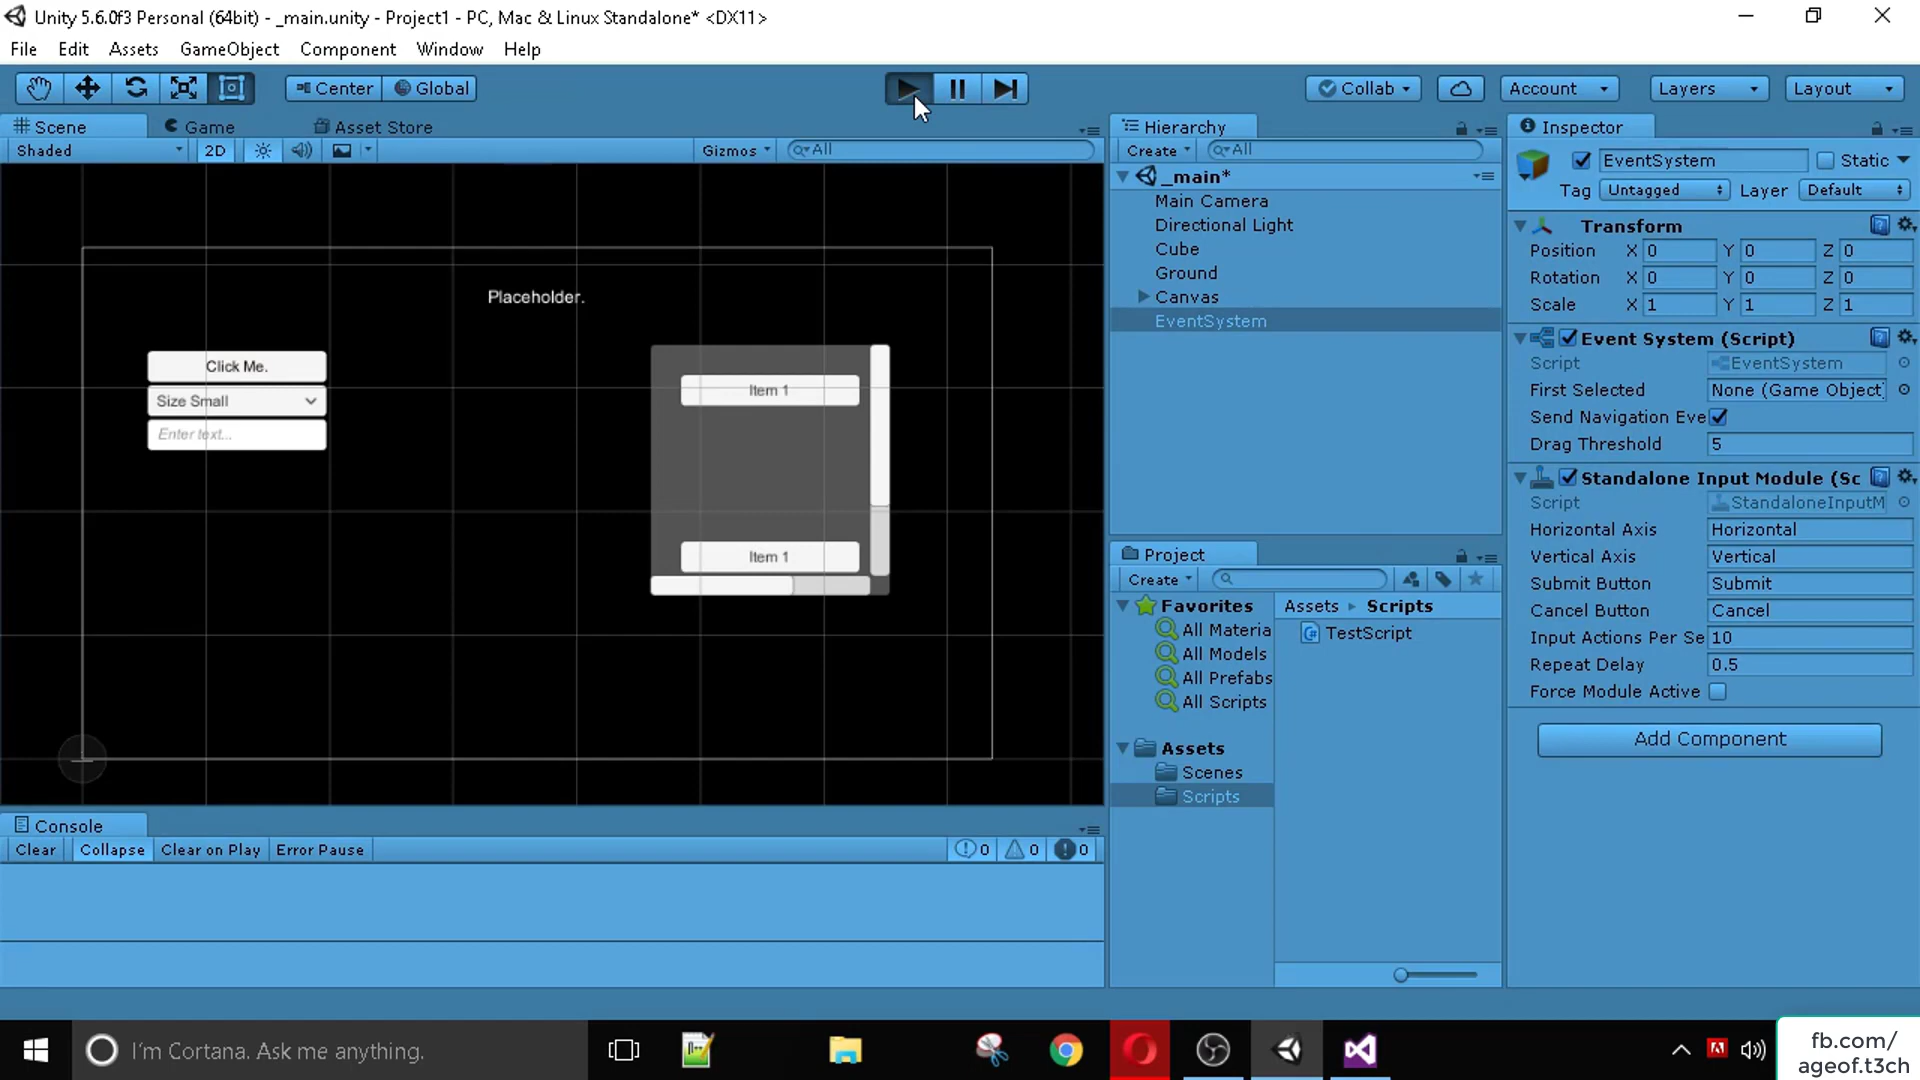 Unity 5.6.0f3 Personal (64bit) - _main.unity - Project1 - PC, Mac & Linux Standalone* <DX11>
File Edit Assets GameObject Component Window Help
Center Global Collab Account Layers Layout
Scene Game Asset Store
Shaded 2D Gizmos All
Placeholder.
Click Me.
Size Small
Enter text...
Item 1
Item 1
Console
Clear Collapse Clear on Play Error Pause 0 0 0
Hierarchy
Create All
_main*
Main Camera
Directional Light
Cube
Ground
Canvas
EventSystem
Project
Create
Favorites
All Materia
All Models
All Prefabs
All Scripts
Assets
Scenes
Scripts
Assets Scripts
TestScript
Inspector
EventSystem Static
Tag Untagged Layer Default
Transform
Position X 0 Y 0 Z 0
Rotation X 0 Y 0 Z 0
Scale X 1 Y 1 Z 1
Event System (Script)
Script EventSystem
First Selected None (Game Object)
Send Navigation Eve
Drag Threshold 5
Standalone Input Module (Sc
Script StandaloneInputM
Horizontal Axis Horizontal
Vertical Axis Vertical
Submit Button Submit
Cancel Button Cancel
Input Actions Per Se 10
Repeat Delay 0.5
Force Module Active
Add Component
I'm Cortana. Ask me anything.
fb.com/
ageof.t3ch